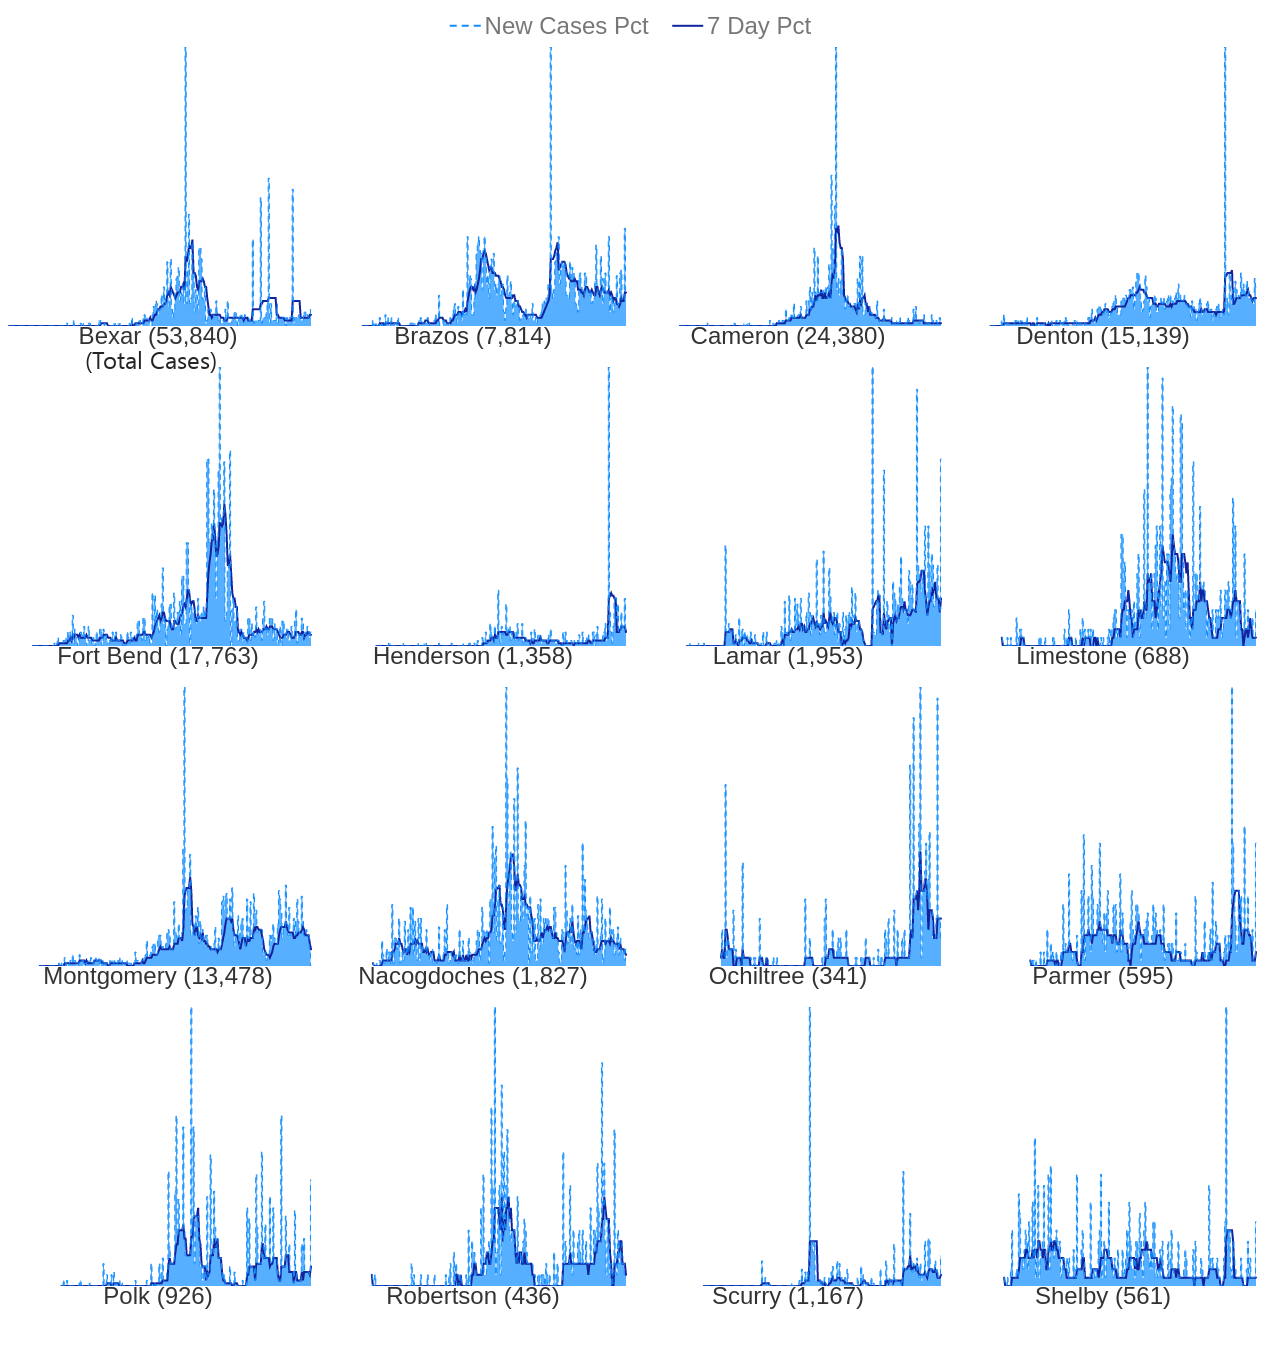 New Cases Pct 7 Day Pct
Bexar (53,840) Brazos (7,814) Cameron (24,380) Denton (15,139)
(Total Cases)
Fort Bend (17,763) Henderson (1,358) Lamar (1,953) Limestone (688)
Montgomery (13,478) Nacogdoches (1,827) Ochiltree (341) Parmer (595)
Polk (926) Robertson (436) Scurry (1,167) Shelby (561)